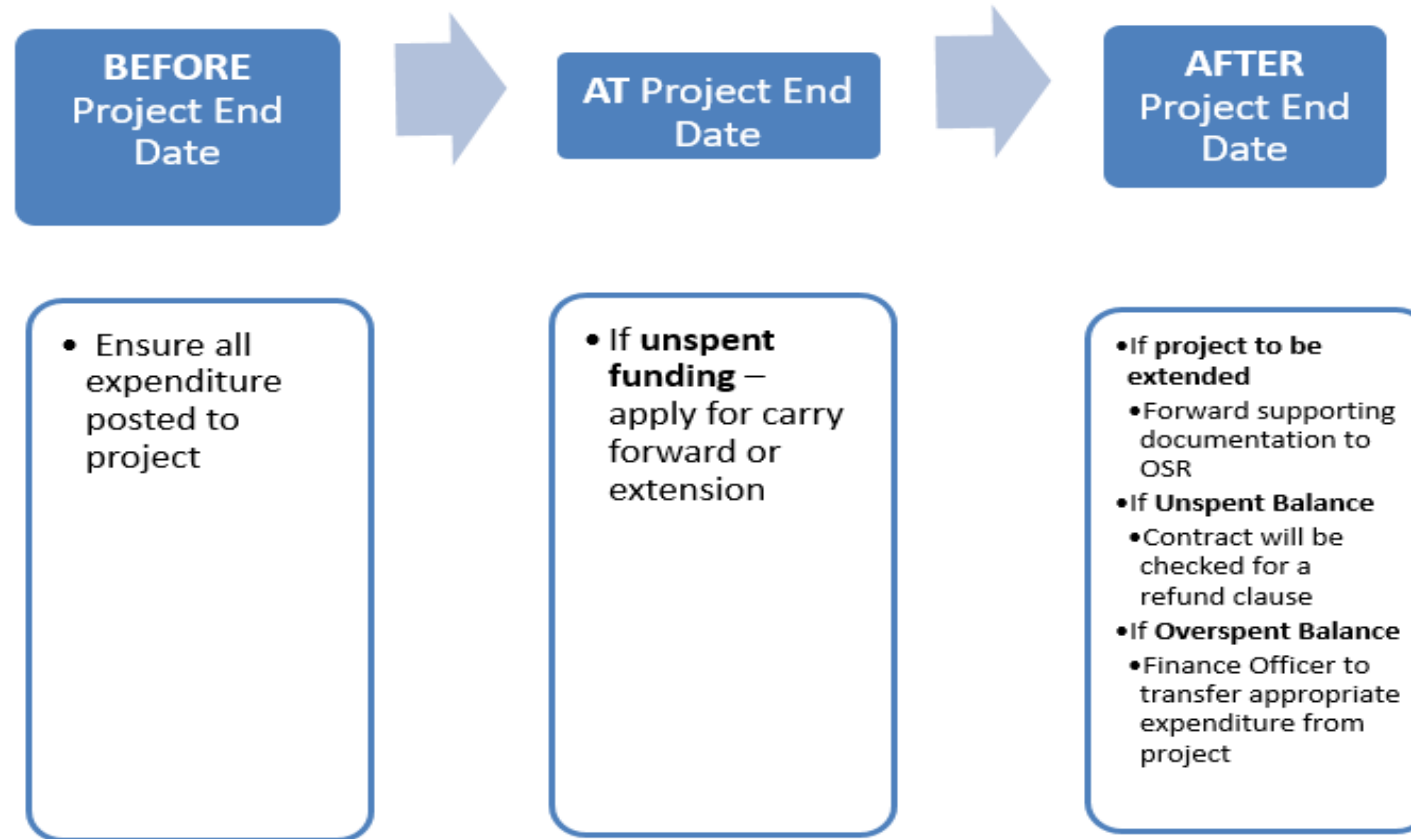 BEFORE
Project End
Date
AT Project End
Date
AFTER
Project End
Date
• Ensure all
expenditure
posted to
project
• If unspent
funding –
apply for carry
forward or
extension
•If project to be
extended
•Forward supporting
documentation to
OSR
•If Unspent Balance
•Contract will be
checked for a
refund clause
•If Overspent Balance
•Finance Officer to
transfer appropriate
expenditure from
project